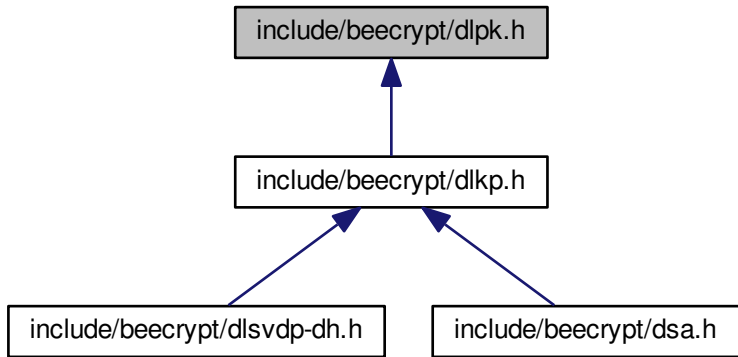 include/beecrypt/dlpk.h
include/beecrypt/dlkp.h
include/beecrypt/dlsvdp-dh.h
include/beecrypt/dsa.h